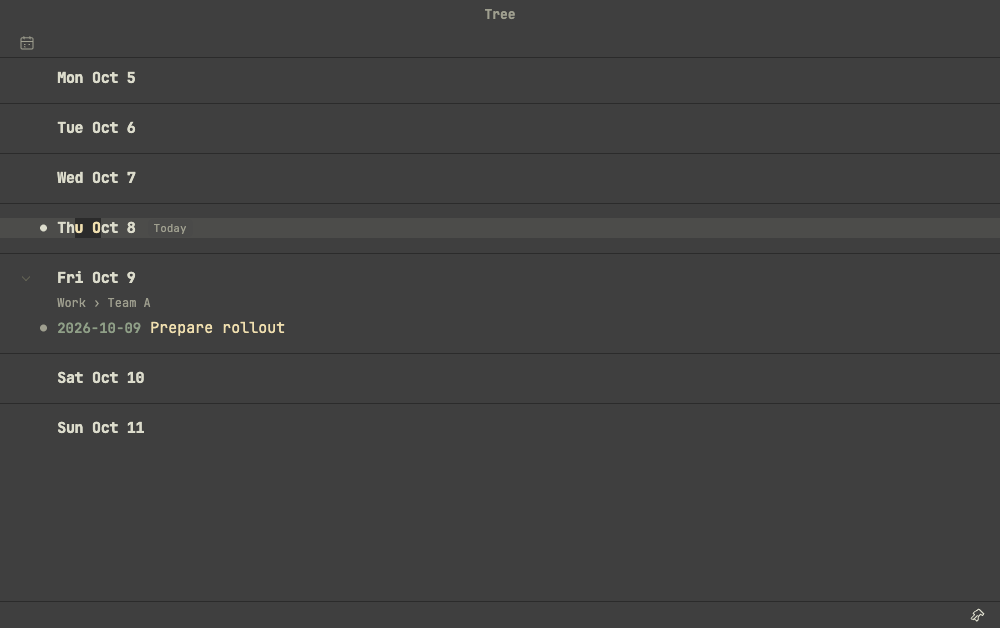 Tree
Mon Oct 5
Tue Oct 6
Wed Oct 7
Thu Oct 8 Today
Fri Oct 9
Work › Team A
2026-10-09 Prepare rollout
Sat Oct 10
Sun Oct 11